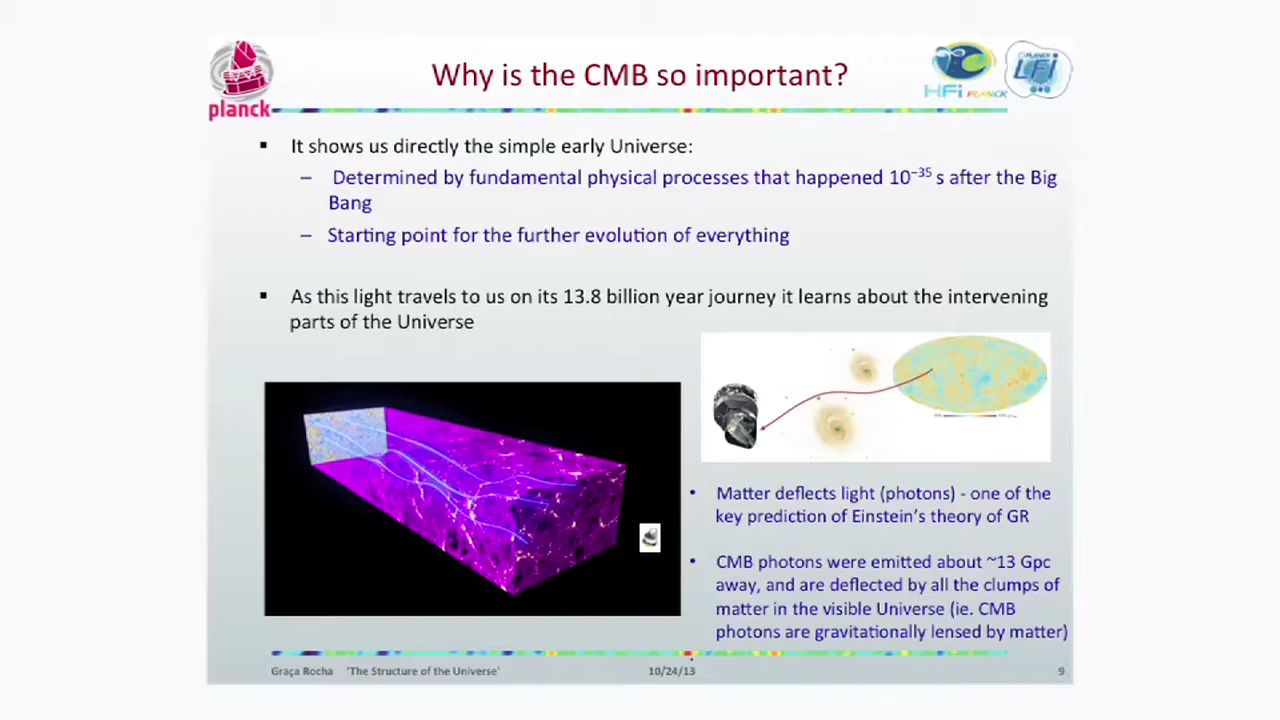 planck
Why is the CMB so important?
HFi PLANCK
PLANCK
LFi
▪ It shows us directly the simple early Universe:
– Determined by fundamental physical processes that happened 10⁻³⁵ s after the Big
Bang
– Starting point for the further evolution of everything
▪ As this light travels to us on its 13.8 billion year journey it learns about the intervening
parts of the Universe
• Matter deflects light (photons) - one of the
key prediction of Einstein's theory of GR
• CMB photons were emitted about ~13 Gpc
away, and are deflected by all the clumps of
matter in the visible Universe (ie. CMB
photons are gravitationally lensed by matter)
Graça Rocha 'The Structure of the Universe' 10/24/13 9